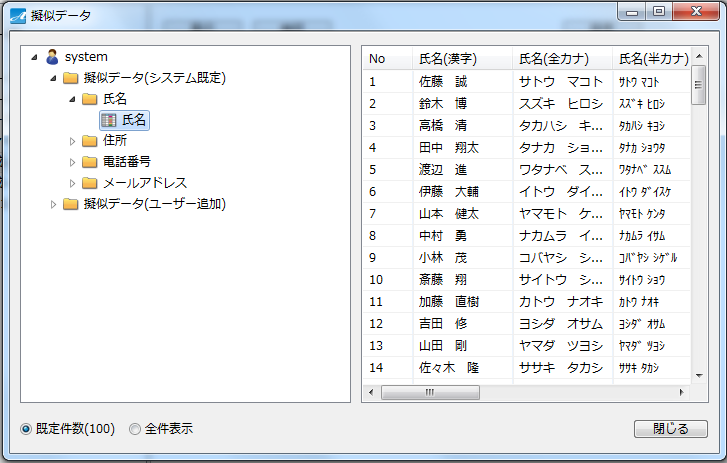 擬似データ
system
擬似データ(システム既定)
氏名
氏名
住所
電話番号
メールアドレス
擬似データ(ユーザー追加)
No 氏名(漢字) 氏名(全カナ) 氏名(半カナ)
1 佐藤　誠 サトウ　マコト ｻﾄｳ ﾏｺﾄ
2 鈴木　博 スズキ　ヒロシ ｽｽﾞｷ ﾋﾛｼ
3 高橋　清 タカハシ　キ... ﾀｶﾊｼ ｷﾖｼ
4 田中　翔太 タナカ　ショ... ﾀﾅｶ ｼｮｳﾀ
5 渡辺　進 ワタナベ　ス... ﾜﾀﾅﾍﾞ ｽｽﾑ
6 伊藤　大輔 イトウ　ダイ... ｲﾄｳ ﾀﾞｲｽｹ
7 山本　健太 ヤマモト　ケ... ﾔﾏﾓﾄ ｹﾝﾀ
8 中村　勇 ナカムラ　イ... ﾅｶﾑﾗ ｲｻﾑ
9 小林　茂 コバヤシ　シ... ｺﾊﾞﾔｼ ｼｹﾞﾙ
10 斎藤　翔 サイトウ　シ... ｻｲﾄｳ ｼｮｳ
11 加藤　直樹 カトウ　ナオキ ｶﾄｳ ﾅｵｷ
12 吉田　修 ヨシダ　オサム ﾖｼﾀﾞ ｵｻﾑ
13 山田　剛 ヤマダ　ツヨシ ﾔﾏﾀﾞ ﾂﾖｼ
14 佐々木　隆 ササキ　タカシ ｻｻｷ ﾀｶｼ
既定件数(100) 全件表示 閉じる